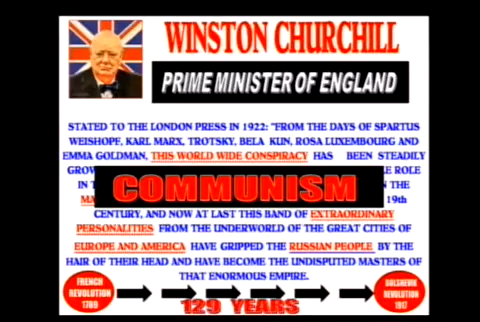 WINSTON CHURCHILL
PRIME MINISTER OF ENGLAND
STATED TO THE LONDON PRESS IN 1922: "FROM THE DAYS OF SPARTUS
WEISHOPF, KARL MARX, TROTSKY, BELA KUN, ROSA LUXEMBOURG AND
EMMA GOLDMAN, THIS WORLD WIDE CONSPIRACY HAS BEEN STEADILY
ROLE
IN THE
COMMUNISM
19th
CENTURY, AND NOW AT LAST THIS BAND OF EXTRAORDINARY
PERSONALITIES FROM THE UNDERWORLD OF THE GREAT CITIES OF
EUROPE AND AMERICA HAVE GRIPPED THE RUSSIAN PEOPLE BY THE
HAIR OF THEIR HEAD AND HAVE BECOME THE UNDISPUTED MASTERS OF
THAT ENORMOUS EMPIRE.
FRENCH
REVOLUTION
1789
129 YEARS
BOLSHEVIK
REVOLUTION
1917